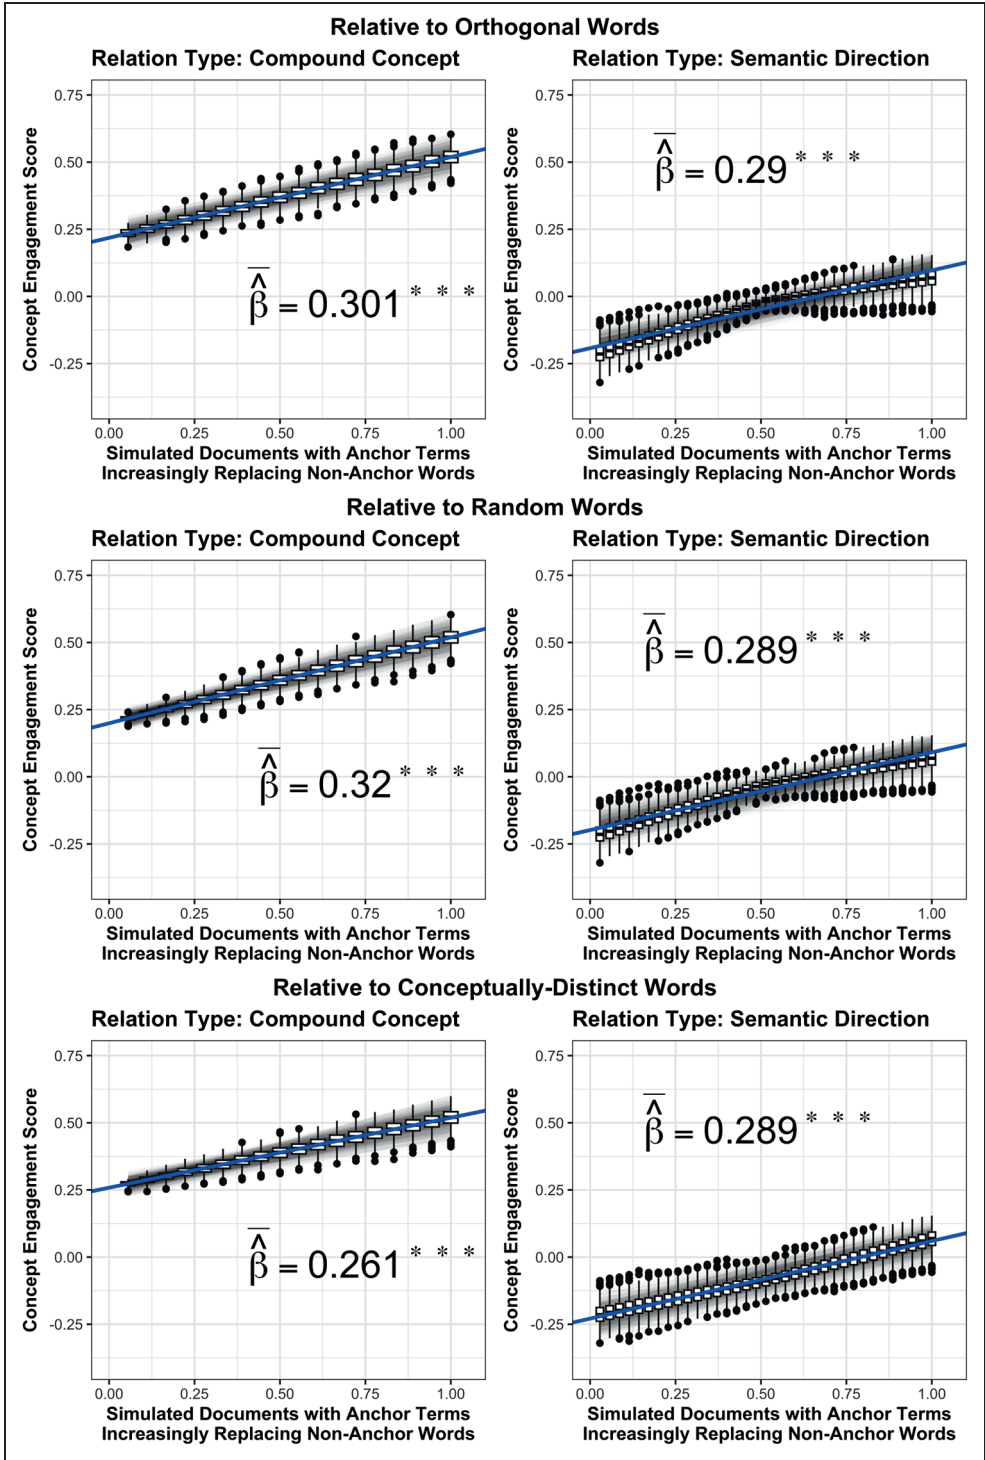 Relative to Orthogonal Words
Relation Type: Compound Concept
Concept Engagement Score
0.75
0.50
0.25
0.00
-0.25
β̂ = 0.301***
0.00 0.25 0.50 0.75 1.00
Simulated Documents with Anchor Terms
Increasingly Replacing Non-Anchor Words
Relation Type: Semantic Direction
Concept Engagement Score
0.75
0.50
0.25
0.00
-0.25
β̂ = 0.29***
0.00 0.25 0.50 0.75 1.00
Simulated Documents with Anchor Terms
Increasingly Replacing Non-Anchor Words
Relative to Random Words
Relation Type: Compound Concept
Concept Engagement Score
0.75
0.50
0.25
0.00
-0.25
β̂ = 0.32***
0.00 0.25 0.50 0.75 1.00
Simulated Documents with Anchor Terms
Increasingly Replacing Non-Anchor Words
Relation Type: Semantic Direction
Concept Engagement Score
0.75
0.50
0.25
0.00
-0.25
β̂ = 0.289***
0.00 0.25 0.50 0.75 1.00
Simulated Documents with Anchor Terms
Increasingly Replacing Non-Anchor Words
Relative to Conceptually-Distinct Words
Relation Type: Compound Concept
Concept Engagement Score
0.75
0.50
0.25
0.00
-0.25
β̂ = 0.261***
0.00 0.25 0.50 0.75 1.00
Simulated Documents with Anchor Terms
Increasingly Replacing Non-Anchor Words
Relation Type: Semantic Direction
Concept Engagement Score
0.75
0.50
0.25
0.00
-0.25
β̂ = 0.289***
0.00 0.25 0.50 0.75 1.00
Simulated Documents with Anchor Terms
Increasingly Replacing Non-Anchor Words